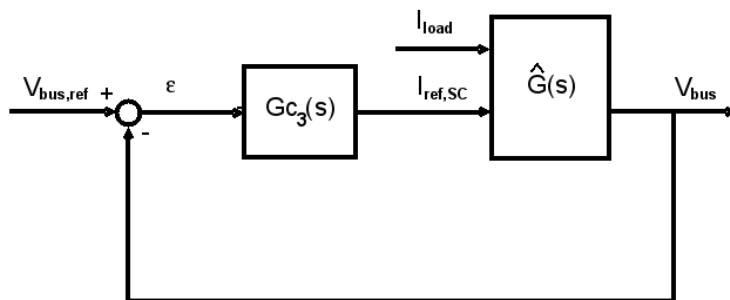 I_load
V_bus,ref + ε Gc_3(s) I_ref,SC Ĝ(s) V_bus
-